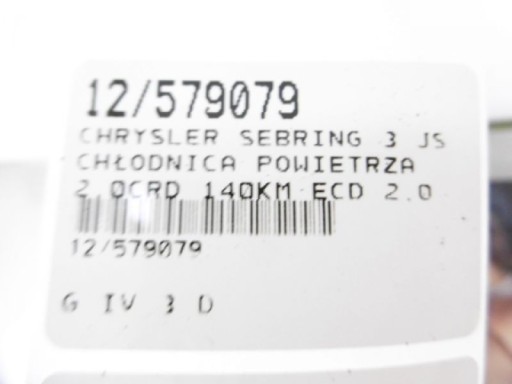 12/579079
CHRYSLER SEBRING 3 JS
CHŁODNICA POWIETRZA
2.0CRD 140KM ECD 2.0
12/579079
G IV 3 D